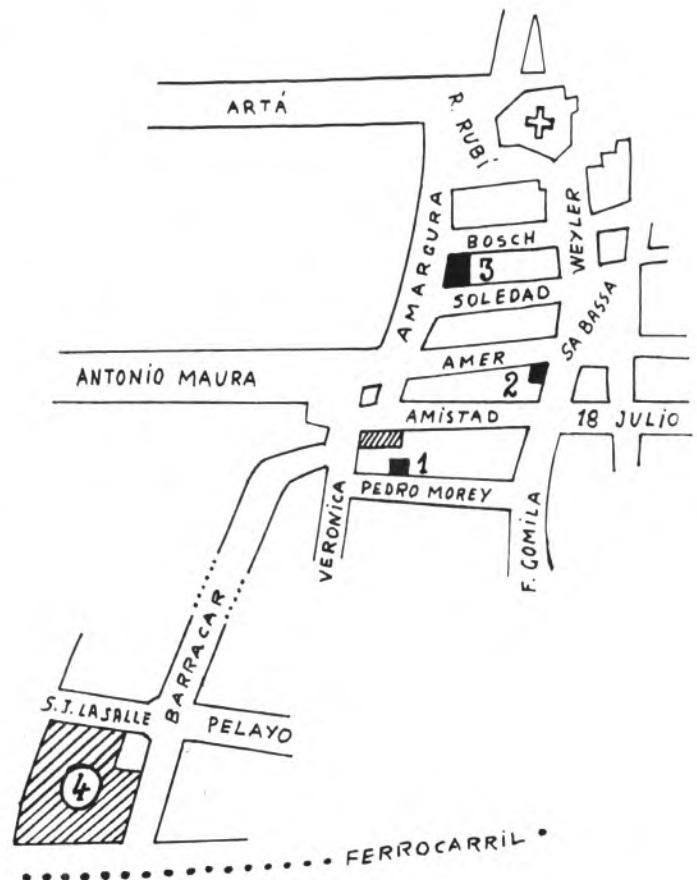 ARTÁ
R. RUBÍ
AMARGURA
WEYLER
BOSCH
3
SOLEDAD
SA BASSA
AMER
ANTONIO MAURA
2
AMISTAD
18 JULIO
1
PEDRO MOREY
VERONICA
F. GOMILA
BARRACAR
S.J. LASALLE
PELAYO
4
FERROCARRIL